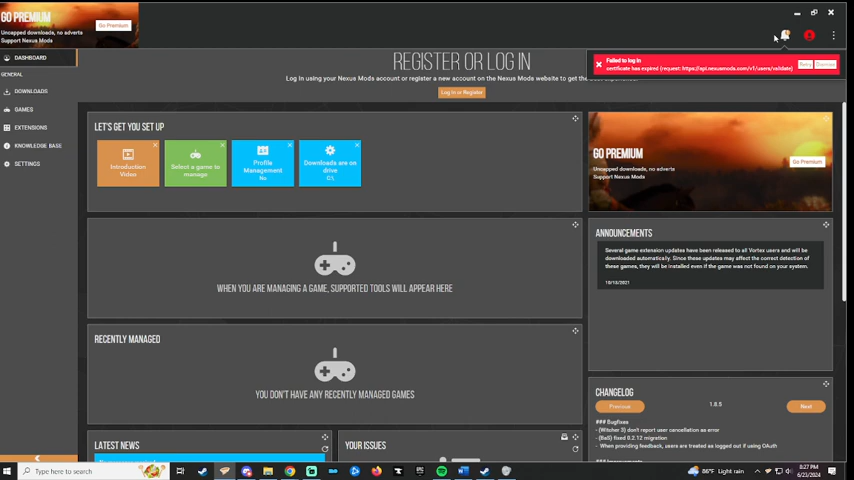 GO PREMIUM
Uncapped downloads, no adverts
Support Nexus Mods
Go Premium
DASHBOARD
GENERAL
DOWNLOADS
GAMES
EXTENSIONS
KNOWLEDGE BASE
SETTINGS
REGISTER OR LOG IN
Log in using your Nexus Mods account or register a new account on the Nexus Mods website to get the
Log in or Register
Failed to log in
certificate has expired (request: https://api.nexusmods.com/v1/users/validate)
Retry
Dismiss
LET'S GET YOU SET UP
Introduction
Video
Select a game to
manage
Profile
Management
No
Downloads are on
drive
C:\
GO PREMIUM
Uncapped downloads, no adverts
Support Nexus Mods
Go Premium
WHEN YOU ARE MANAGING A GAME, SUPPORTED TOOLS WILL APPEAR HERE
ANNOUNCEMENTS
Several game extension updates have been released to all Vortex users and will be
downloaded automatically. Since these updates may affect the correct detection of
these games, they will be installed even if the game was not found on your system.
10/13/2021
RECENTLY MANAGED
YOU DON'T HAVE ANY RECENTLY MANAGED GAMES
CHANGELOG
Previous
1.8.5
Next
### Bugfixes
- (Witcher 3) don't report user cancellation as error
- (BaS) fixed 0.2.12 migration
- When providing feedback, users are treated as logged out if using OAuth
LATEST NEWS
YOUR ISSUES
Type here to search
86°F Light rain
8:27 PM
6/23/2024